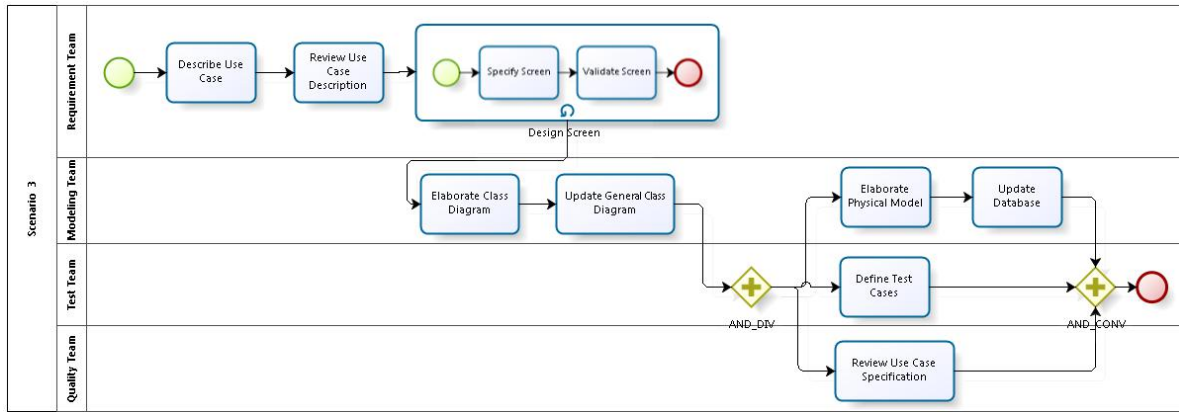 Scenario 3
Requirement Team
Describe Use
Case
Review Use
Case
Description
Specify Screen
Validate Screen
Design Screen
Modeling Team
Elaborate Class
Diagram
Update General Class
Diagram
Elaborate
Physical Model
Update
Database
Test Team
AND_DIV
Define Test
Cases
AND_CONV
Quality Team
Review Use Case
Specification